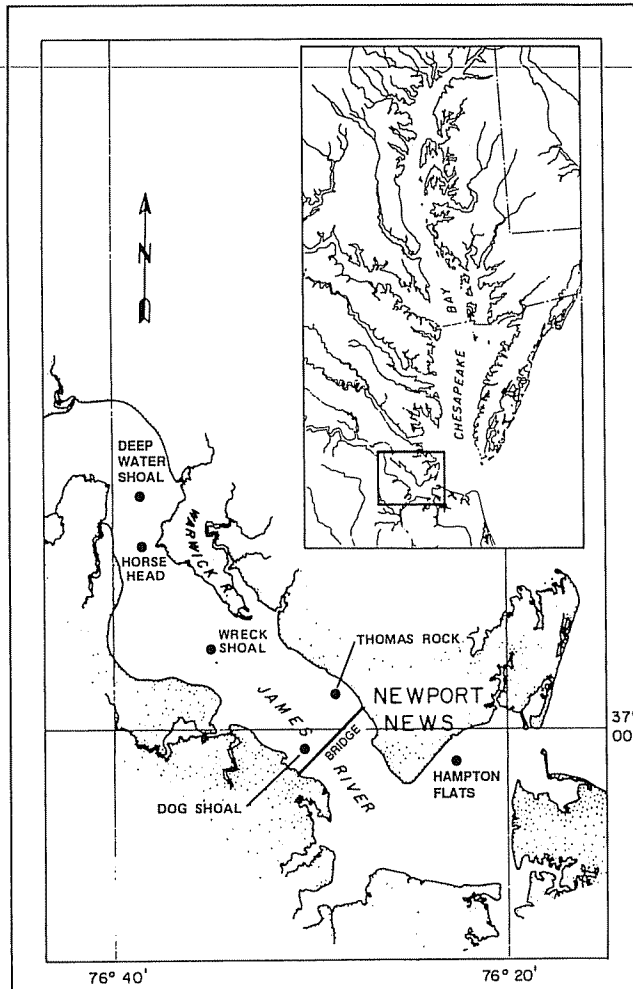 N
BAY
CHESAPEAKE
DEEP
WATER
SHOAL
WARWICK R.
HORSE
HEAD
WRECK
SHOAL
THOMAS ROCK
JAMES
RIVER
NEWPORT
NEWS
BRIDGE
37°
00'
DOG SHOAL
HAMPTON
FLATS
76° 40'
76° 20'